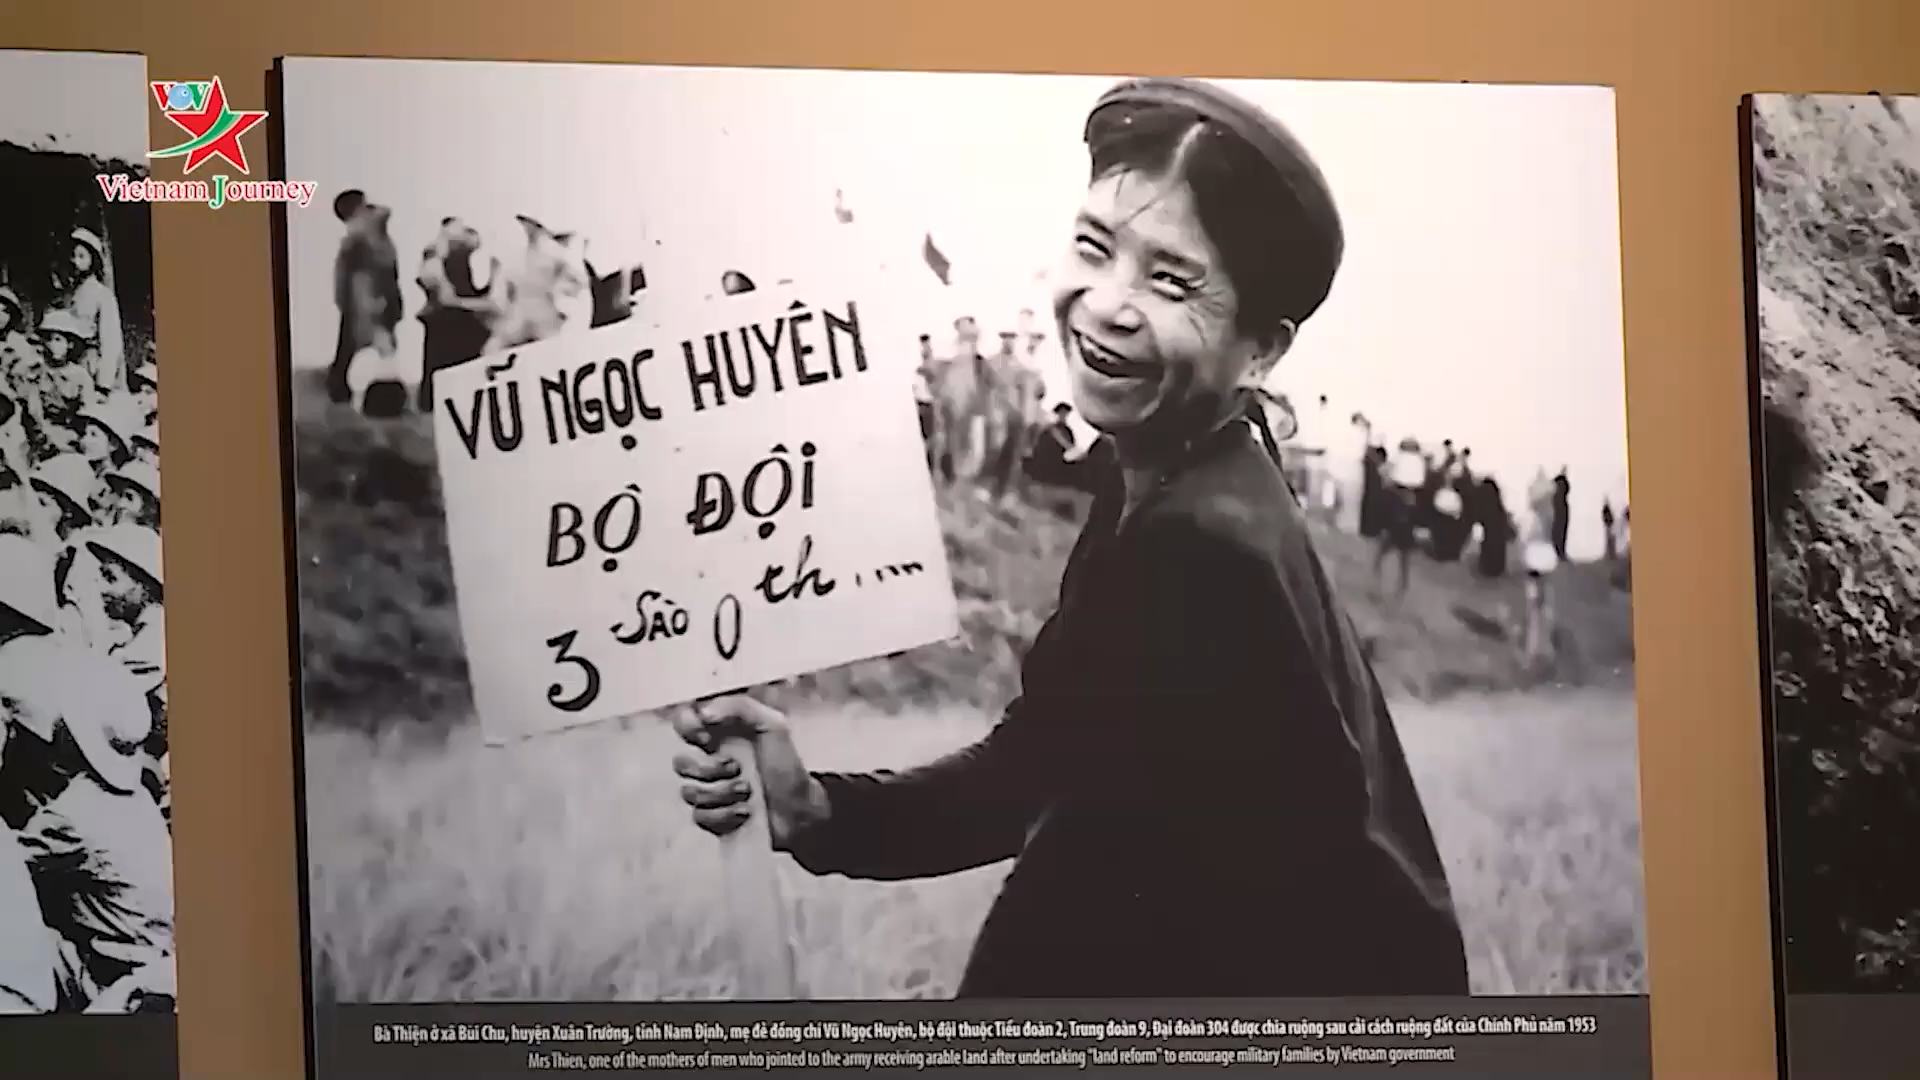 VOV
Vietnam Journey
VŨ NGỌC HUYÊN
BỘ ĐỘI
3 SÀO 0 th
Bà Thiện ở xã Bùi Chu, huyện Xuân Trường, tỉnh Nam Định, mẹ đẻ đồng chí Vũ Ngọc Huyên, bộ đội thuộc Tiểu đoàn 2, Trung đoàn 9, Đại đoàn 304 được chia ruộng sau cải cách ruộng đất của Chính Phủ năm 1953
Mrs Thien, one of the mothers of men who jointed to the army receiving arable land after undertaking "land reform" to encourage military families by Vietnam government